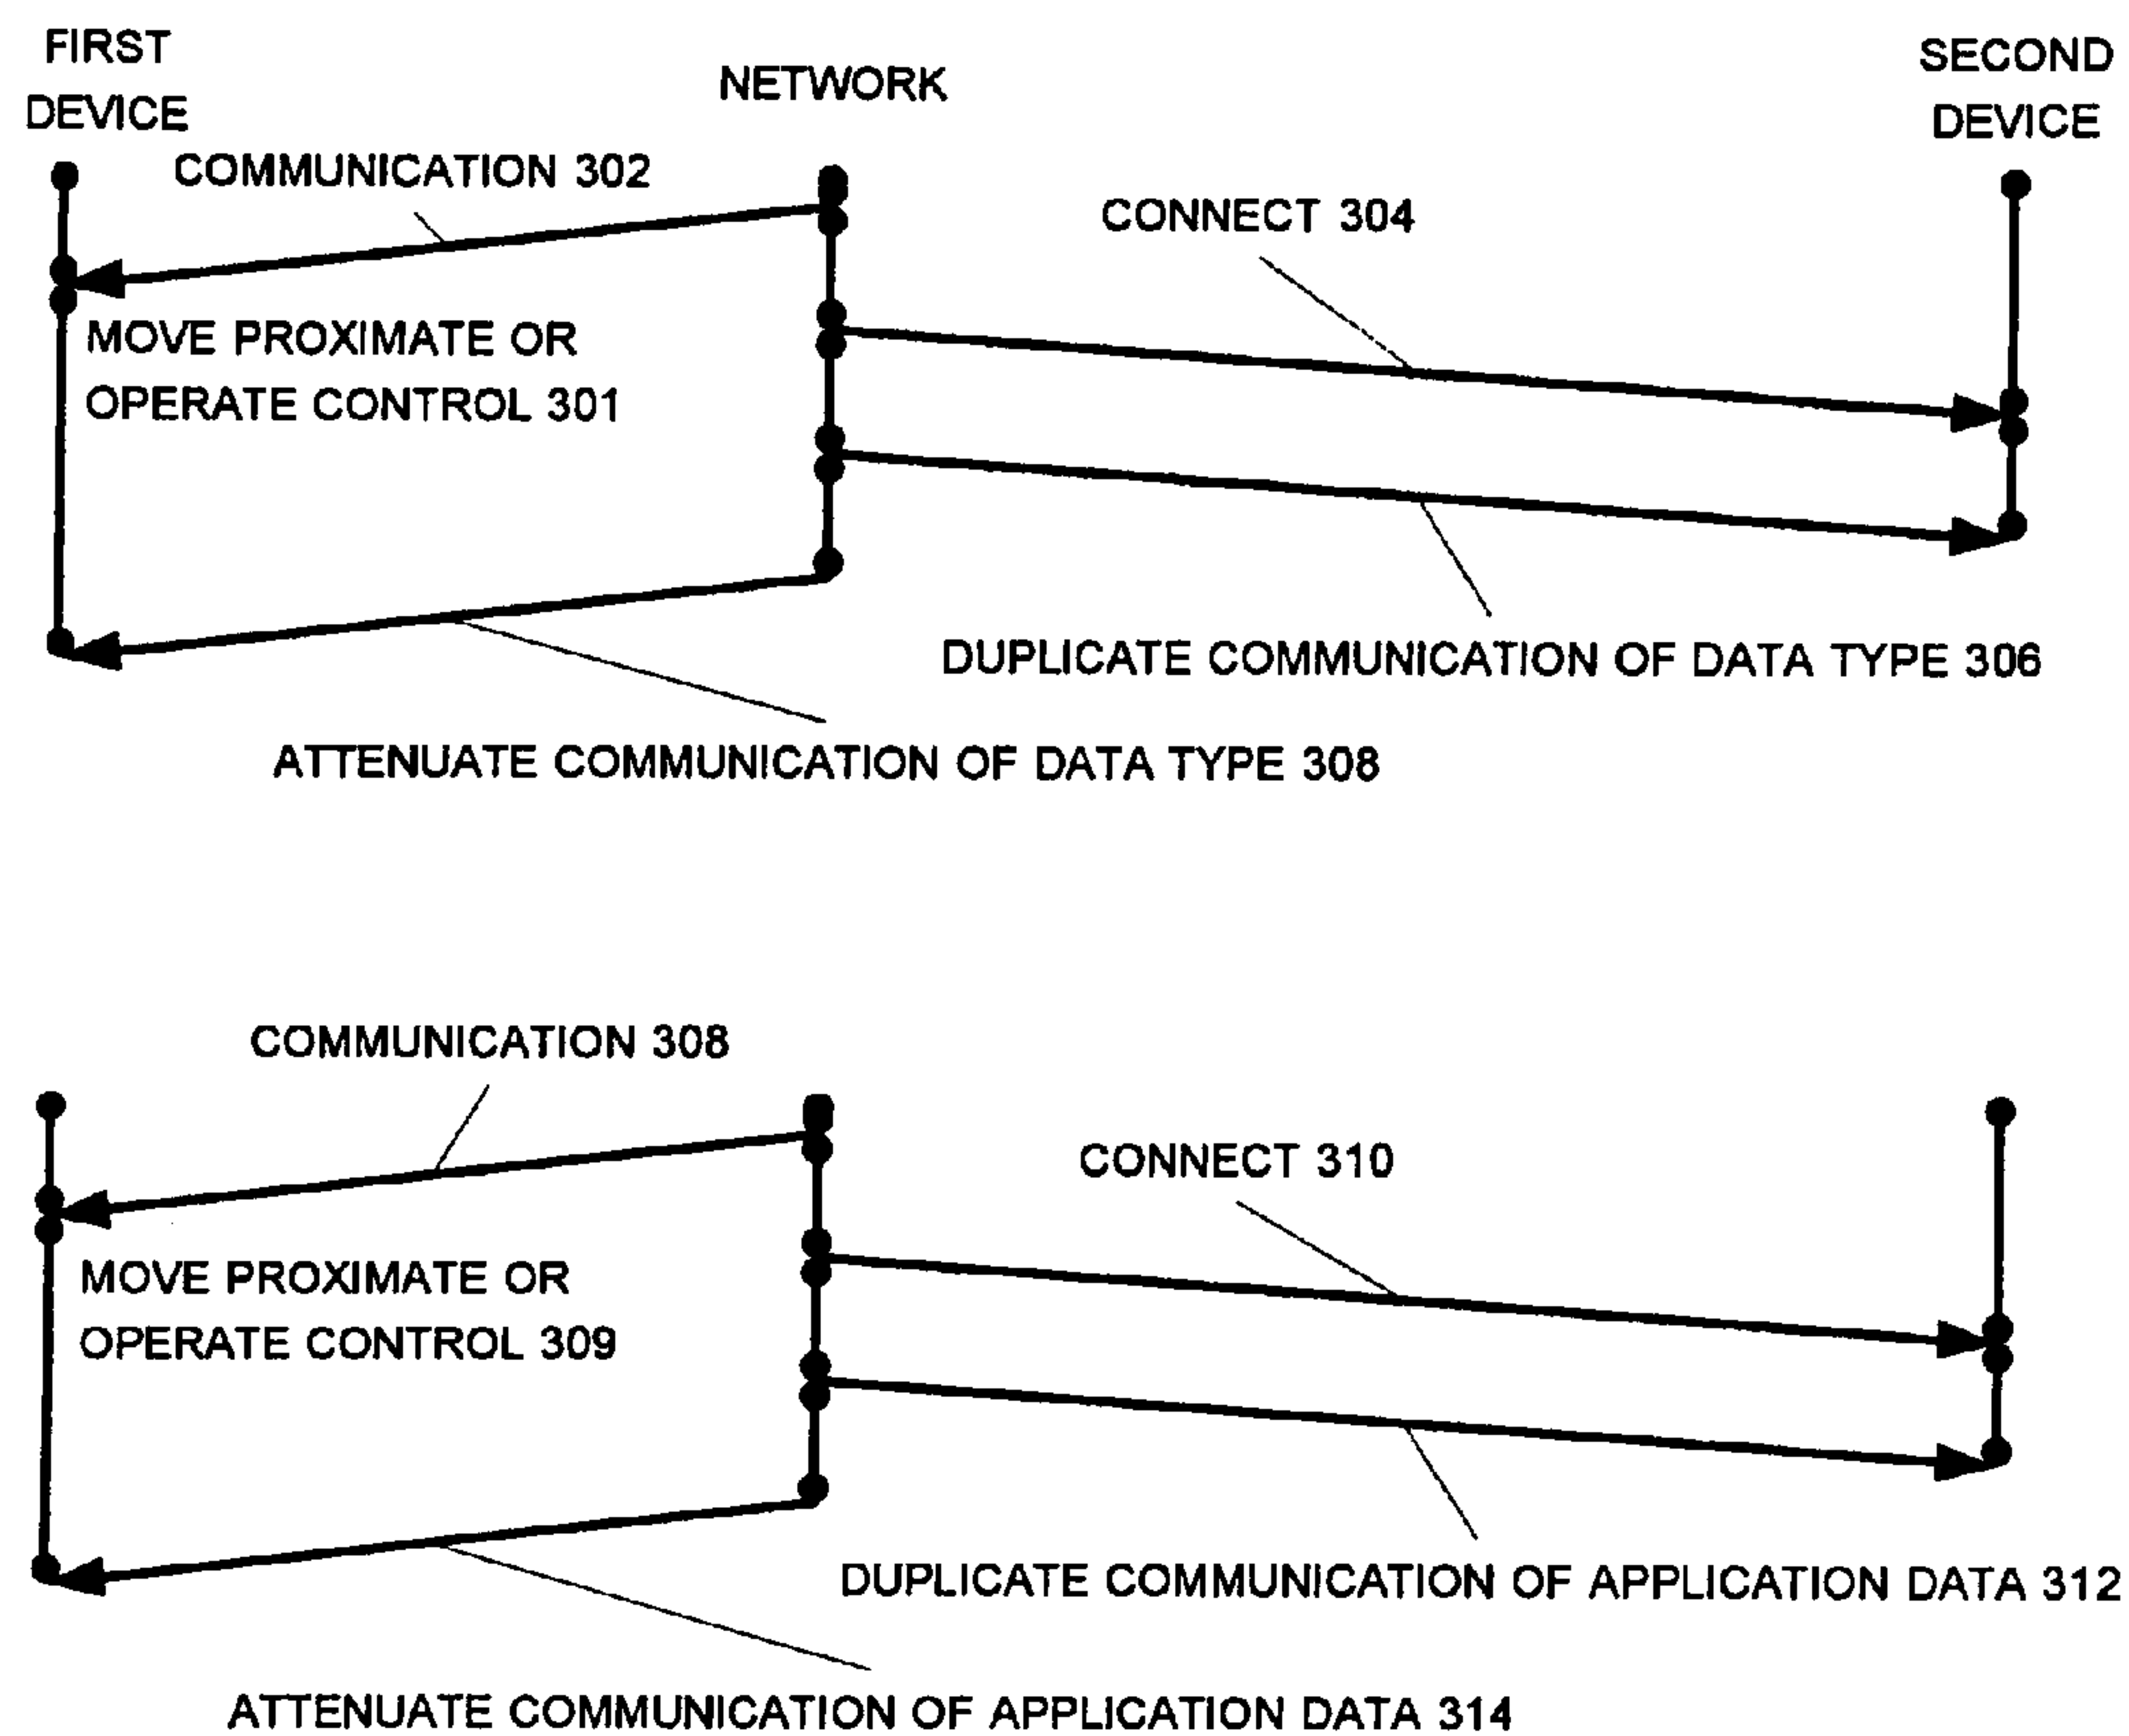 FIRST
DEVICE
NETWORK
SECOND
DEVICE
COMMUNICATION 302
CONNECT 304
MOVE PROXIMATE OR
OPERATE CONTROL 301
DUPLICATE COMMUNICATION OF DATA TYPE 306
ATTENUATE COMMUNICATION OF DATA TYPE 308
COMMUNICATION 308
CONNECT 310
MOVE PROXIMATE OR
OPERATE CONTROL 309
DUPLICATE COMMUNICATION OF APPLICATION DATA 312
ATTENUATE COMMUNICATION OF APPLICATION DATA 314